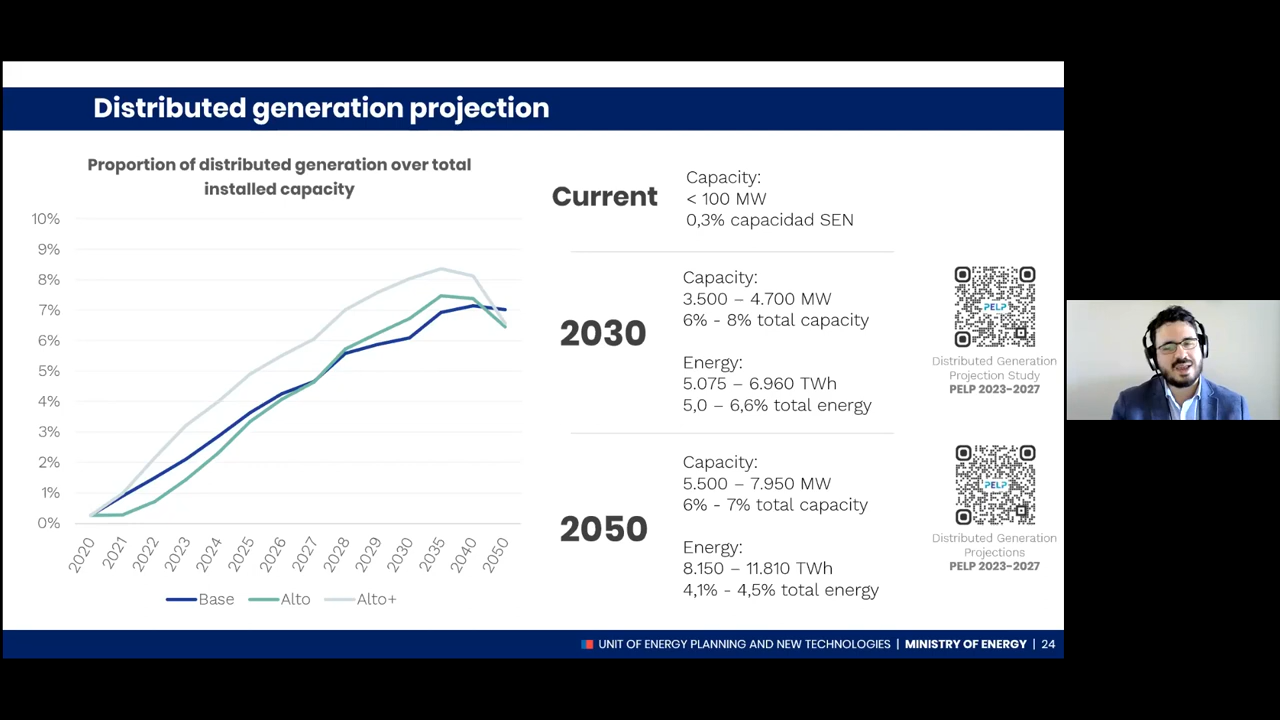 Distributed generation projection
Proportion of distributed generation over total
installed capacity
10%
9%
8%
7%
6%
5%
4%
3%
2%
1%
0%
2020
2021
2022
2023
2024
2025
2026
2027
2028
2029
2030
2035
2040
2050
Base
Alto
Alto+
Current
Capacity:
< 100 MW
0,3% capacidad SEN
2030
Capacity:
3.500 – 4.700 MW
6% - 8% total capacity
Energy:
5.075 – 6.960 TWh
5,0 – 6,6% total energy
2050
Capacity:
5.500 – 7.950 MW
6% - 7% total capacity
Energy:
8.150 – 11.810 TWh
4,1% - 4,5% total energy
PELP
Distributed Generation
Projection Study
PELP 2023-2027
PELP
Distributed Generation
Projections
PELP 2023-2027
UNIT OF ENERGY PLANNING AND NEW TECHNOLOGIES | MINISTRY OF ENERGY | 24